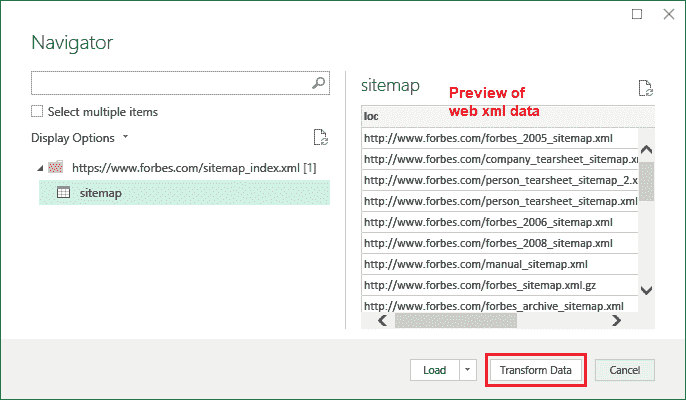 Navigator
Select multiple items
Display Options
https://www.forbes.com/sitemap_index.xml [1]
sitemap
sitemap
Preview of
web xml data
loc
http://www.forbes.com/forbes_2005_sitemap.xml
http://www.forbes.com/company_tearsheet_sitemap.x
http://www.forbes.com/person_tearsheet_sitemap_2.x
http://www.forbes.com/person_tearsheet_sitemap.xml
http://www.forbes.com/forbes_2006_sitemap.xml
http://www.forbes.com/forbes_2008_sitemap.xml
http://www.forbes.com/manual_sitemap.xml
http://www.forbes.com/forbes_sitemap.xml.gz
http://www.forbes.com/forbes_archive_sitemap.xml
Load
Transform Data
Cancel